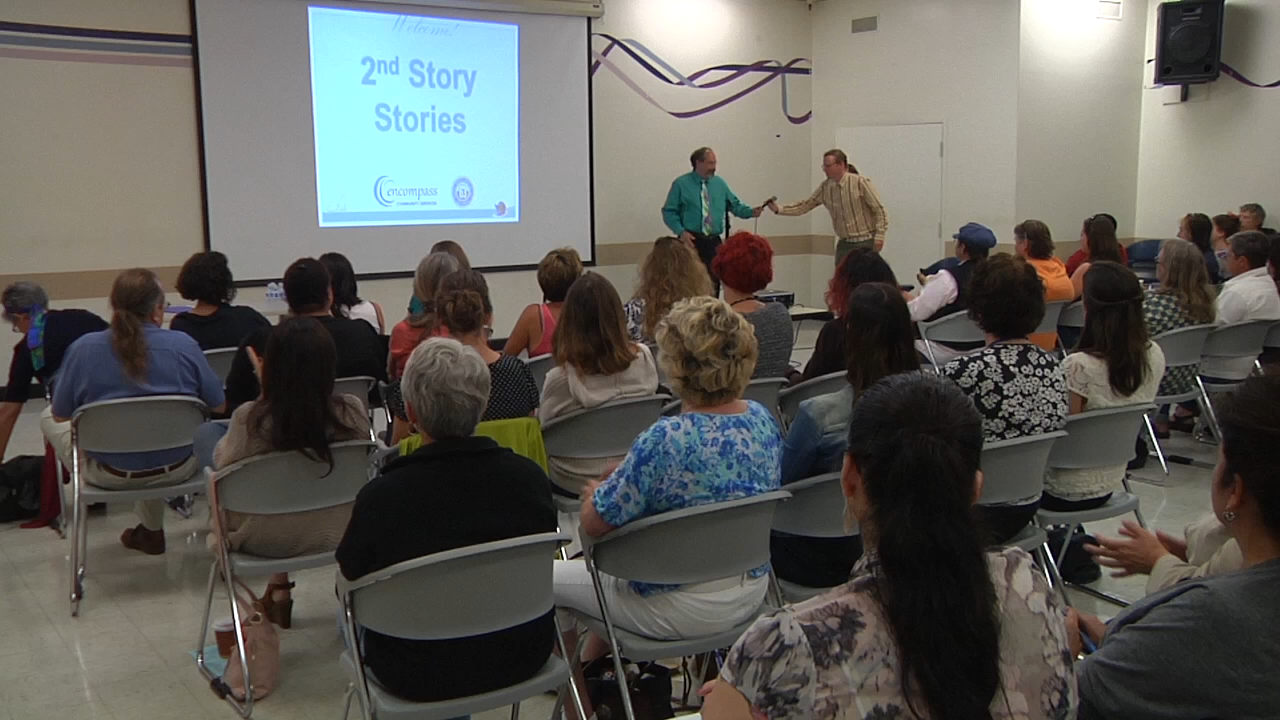 Welcome!
2nd Story
Stories
encompass
COMMUNITY SERVICES